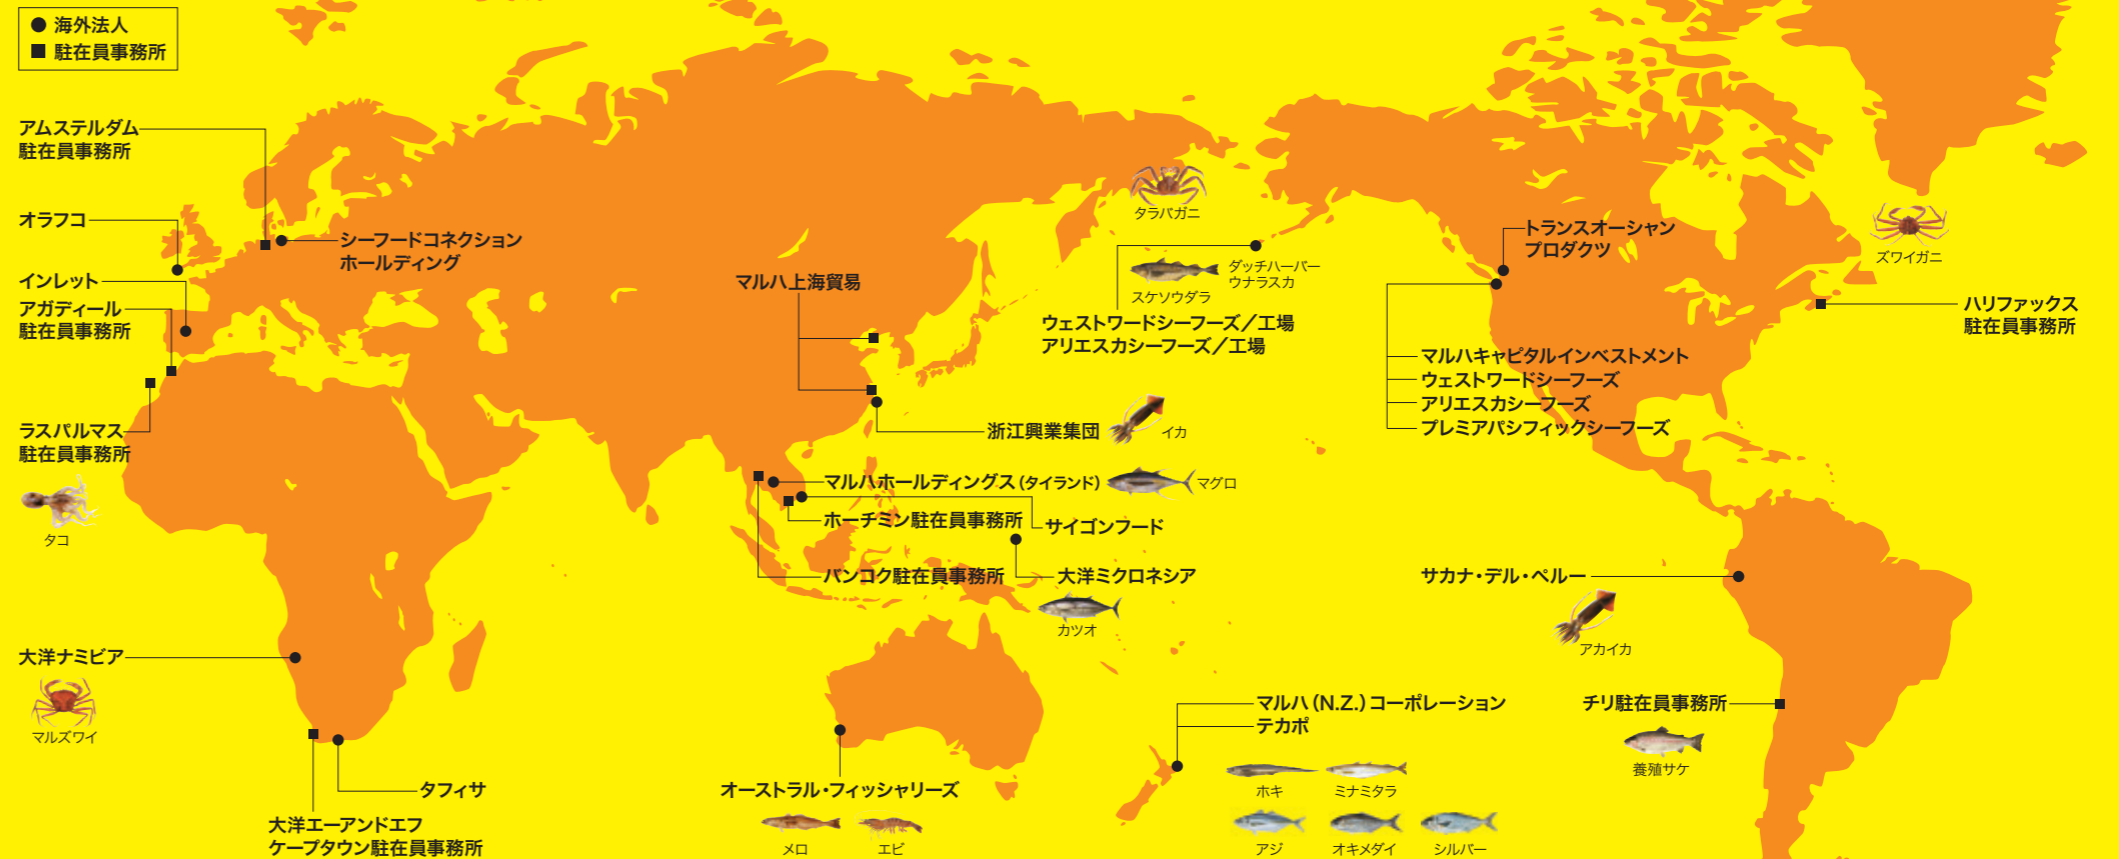 ● 海外法人
■ 駐在員事務所
アムステルダム
駐在員事務所
オラフコ
シーフードコネクション
ホールディング
インレット
アガディール
駐在員事務所
ラスパルマス
駐在員事務所
タコ
大洋ナミビア
マルズワイ
タフィサ
大洋エーアンドエフ
ケープタウン駐在員事務所
マルハ上海貿易
浙江興業集団
イカ
マルハホールディングス（タイランド）
マグロ
ホーチミン駐在員事務所
サイゴンフード
バンコク駐在員事務所
大洋ミクロネシア
カツオ
オーストラル・フィッシャリーズ
メロ
エビ
タラバガニ
スケソウダラ
ダッチハーバー
ウナラスカ
ウェストワードシーフーズ／工場
アリエスカシーフーズ／工場
トランスオーシャン
プロダクツ
マルハキャピタルインベストメント
ウェストワードシーフーズ
アリエスカシーフーズ
プレミアパシフィックシーフーズ
ズワイガニ
ハリファックス
駐在員事務所
サカナ・デル・ペルー
アカイカ
チリ駐在員事務所
養殖サケ
マルハ（N.Z.）コーポレーション
テカポ
ホキ
ミナミタラ
アジ
オキメダイ
シルバー